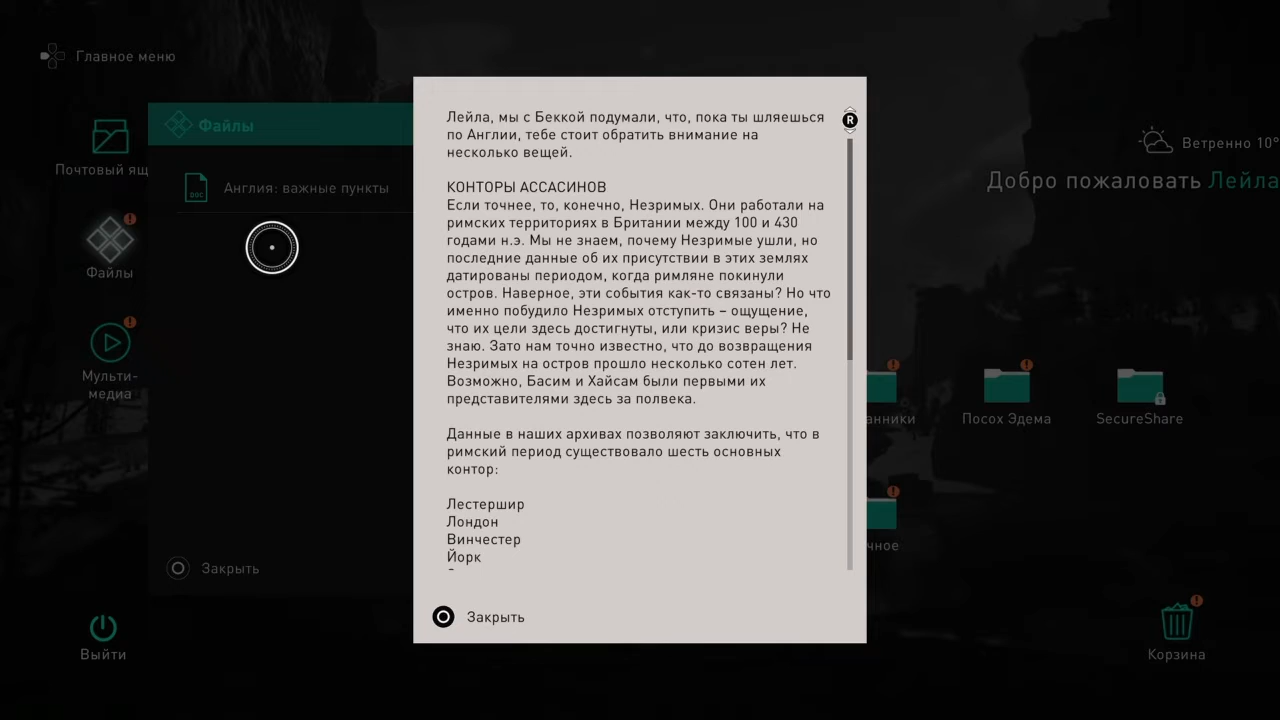 Главное меню
Файлы
Почтовый ящ
Англия: важные пункты
DOC
Файлы
Мульти-
медиа
Закрыть
Выйти
Лейла, мы с Беккой подумали, что, пока ты шляешься
по Англии, тебе стоит обратить внимание на
несколько вещей.
КОНТОРЫ АССАСИНОВ
Если точнее, то, конечно, Незримых. Они работали на
римских территориях в Британии между 100 и 430
годами н.э. Мы не знаем, почему Незримые ушли, но
последние данные об их присутствии в этих землях
датированы периодом, когда римляне покинули
остров. Наверное, эти события как-то связаны? Но что
именно побудило Незримых отступить – ощущение,
что их цели здесь достигнуты, или кризис веры? Не
знаю. Зато нам точно известно, что до возвращения
Незримых на остров прошло несколько сотен лет.
Возможно, Басим и Хайсам были первыми их
представителями здесь за полвека.
Данные в наших архивах позволяют заключить, что в
римский период существовало шесть основных
контор:
Лестершир
Лондон
Винчестер
Йорк
Закрыть
R
Ветренно 10°
Добро пожаловать Лейла
анники
Посох Эдема
SecureShare
чное
Корзина